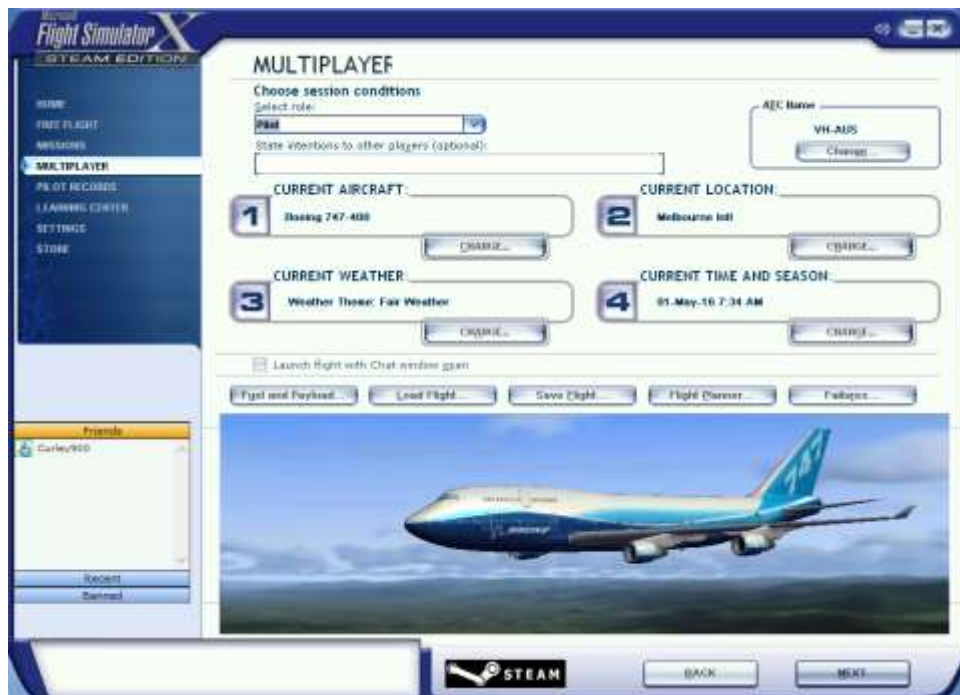 Microsoft
Flight Simulator X
STEAM EDITION
HOME
FREE FLIGHT
MISSIONS
MULTIPLAYER
PILOT RECORDS
LEARNING CENTER
SETTINGS
STORE
MULTIPLAYER
Choose session conditions
Select role:
Pilot
State intentions to other players (optional):
ATC Name
VH-AUS
Change...
CURRENT AIRCRAFT:
1
Boeing 747-400
CHANGE...
CURRENT LOCATION:
2
Melbourne Intl
CHANGE...
CURRENT WEATHER:
3
Weather Theme: Fair Weather
CHANGE...
CURRENT TIME AND SEASON:
4
01-May-16 7:34 AM
CHANGE...
Launch flight with Chat window open
Fuel and Payload...
Load Flight...
Save Flight...
Flight Planner...
Failures...
Friends
Curley900
Recent
Banned
747
BOEING
STEAM
BACK
NEXT